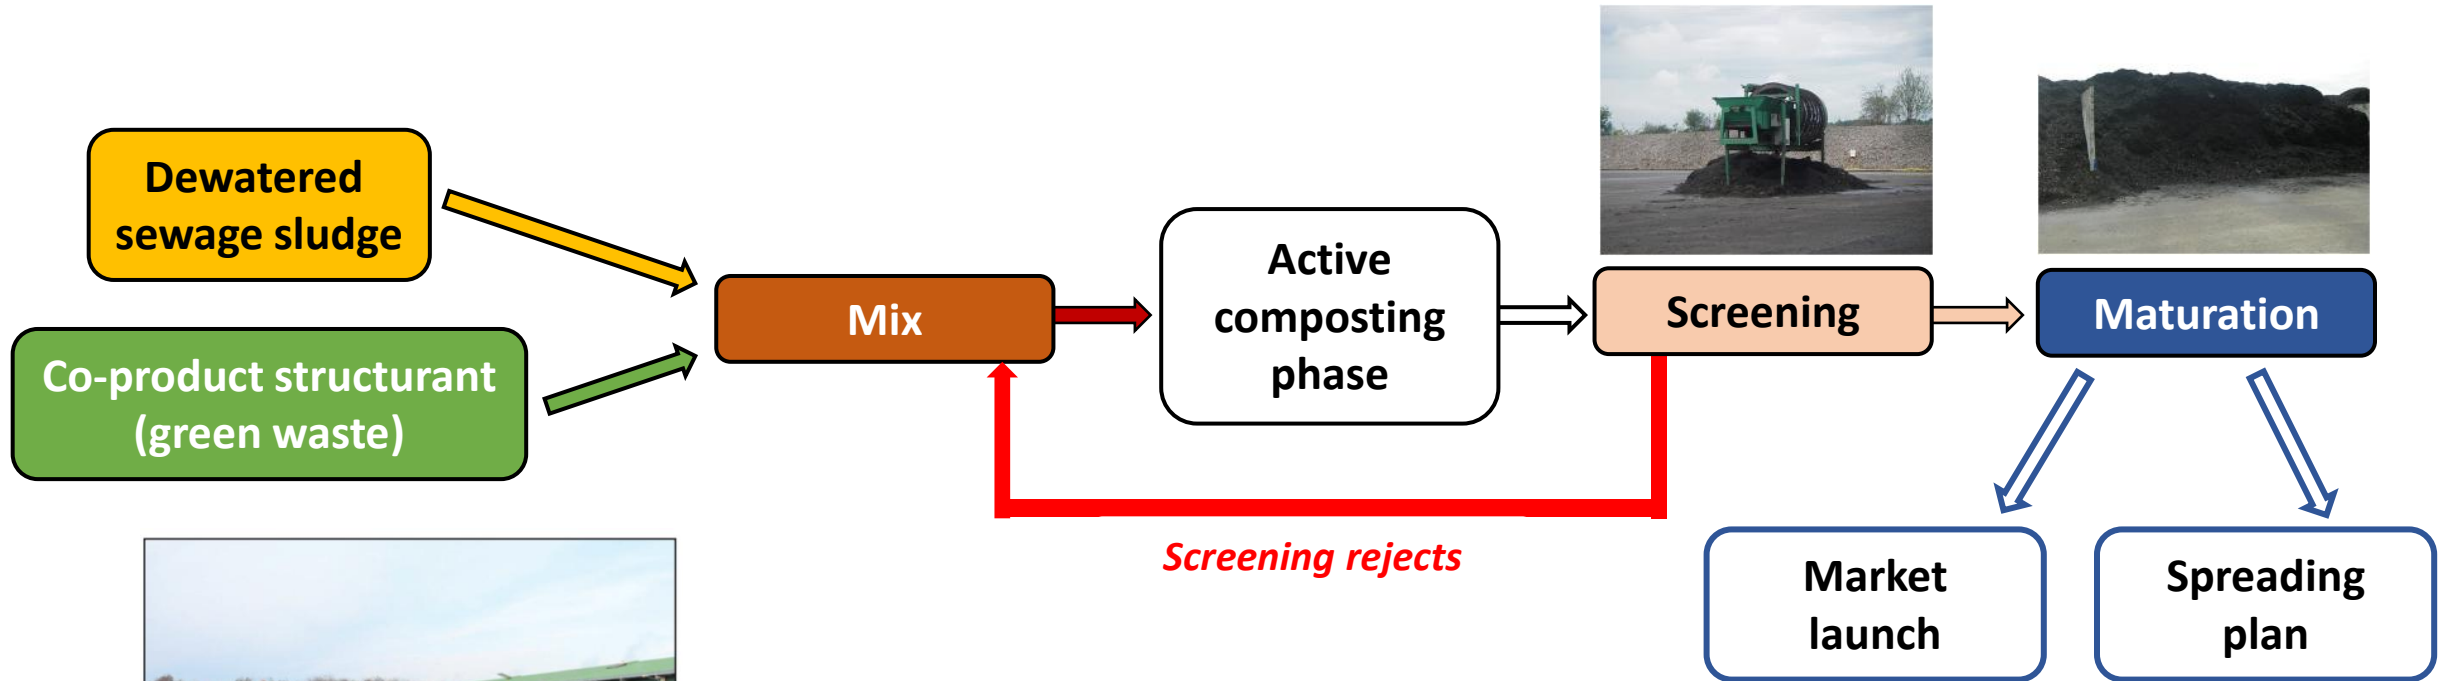 Dewatered
sewage sludge
Co-product structurant
(green waste)
Mix
Active
composting
phase
Screening
Maturation
Screening rejects
Market
launch
Spreading
plan